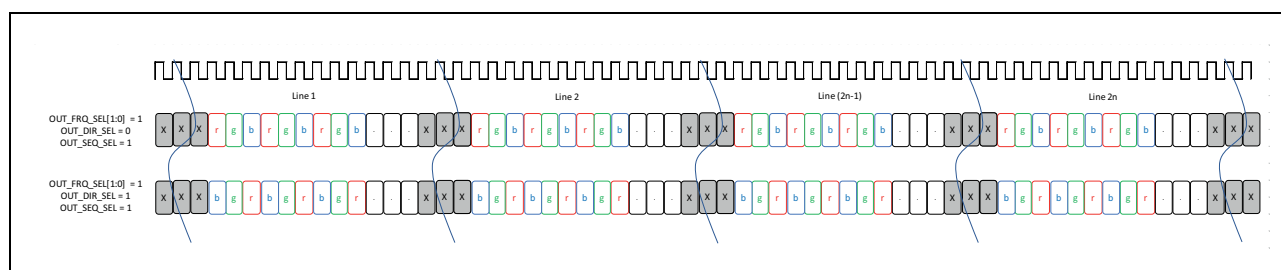 Line 1 Line 2 Line (2n-1) Line 2n
OUT_FRQ_SEL[1:0] = 1
OUT_DIR_SEL = 0
OUT_SEQ_SEL = 1
X X X r g b r g b r g b . . . X X X r g b r g b r g b . . . X X X r g b r g b r g b . . . X X X r g b r g b r g b . . . X X X
OUT_FRQ_SEL[1:0] = 1
OUT_DIR_SEL = 1
OUT_SEQ_SEL = 1
X X X b g r b g r b g r . . . X X X b g r b g r b g r . . . X X X b g r b g r b g r . . . X X X b g r b g r b g r . . . X X X